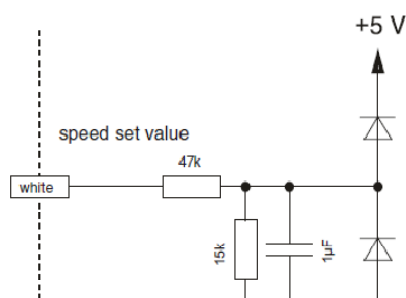 +5 V
speed set value
47k
white
15k
1µF